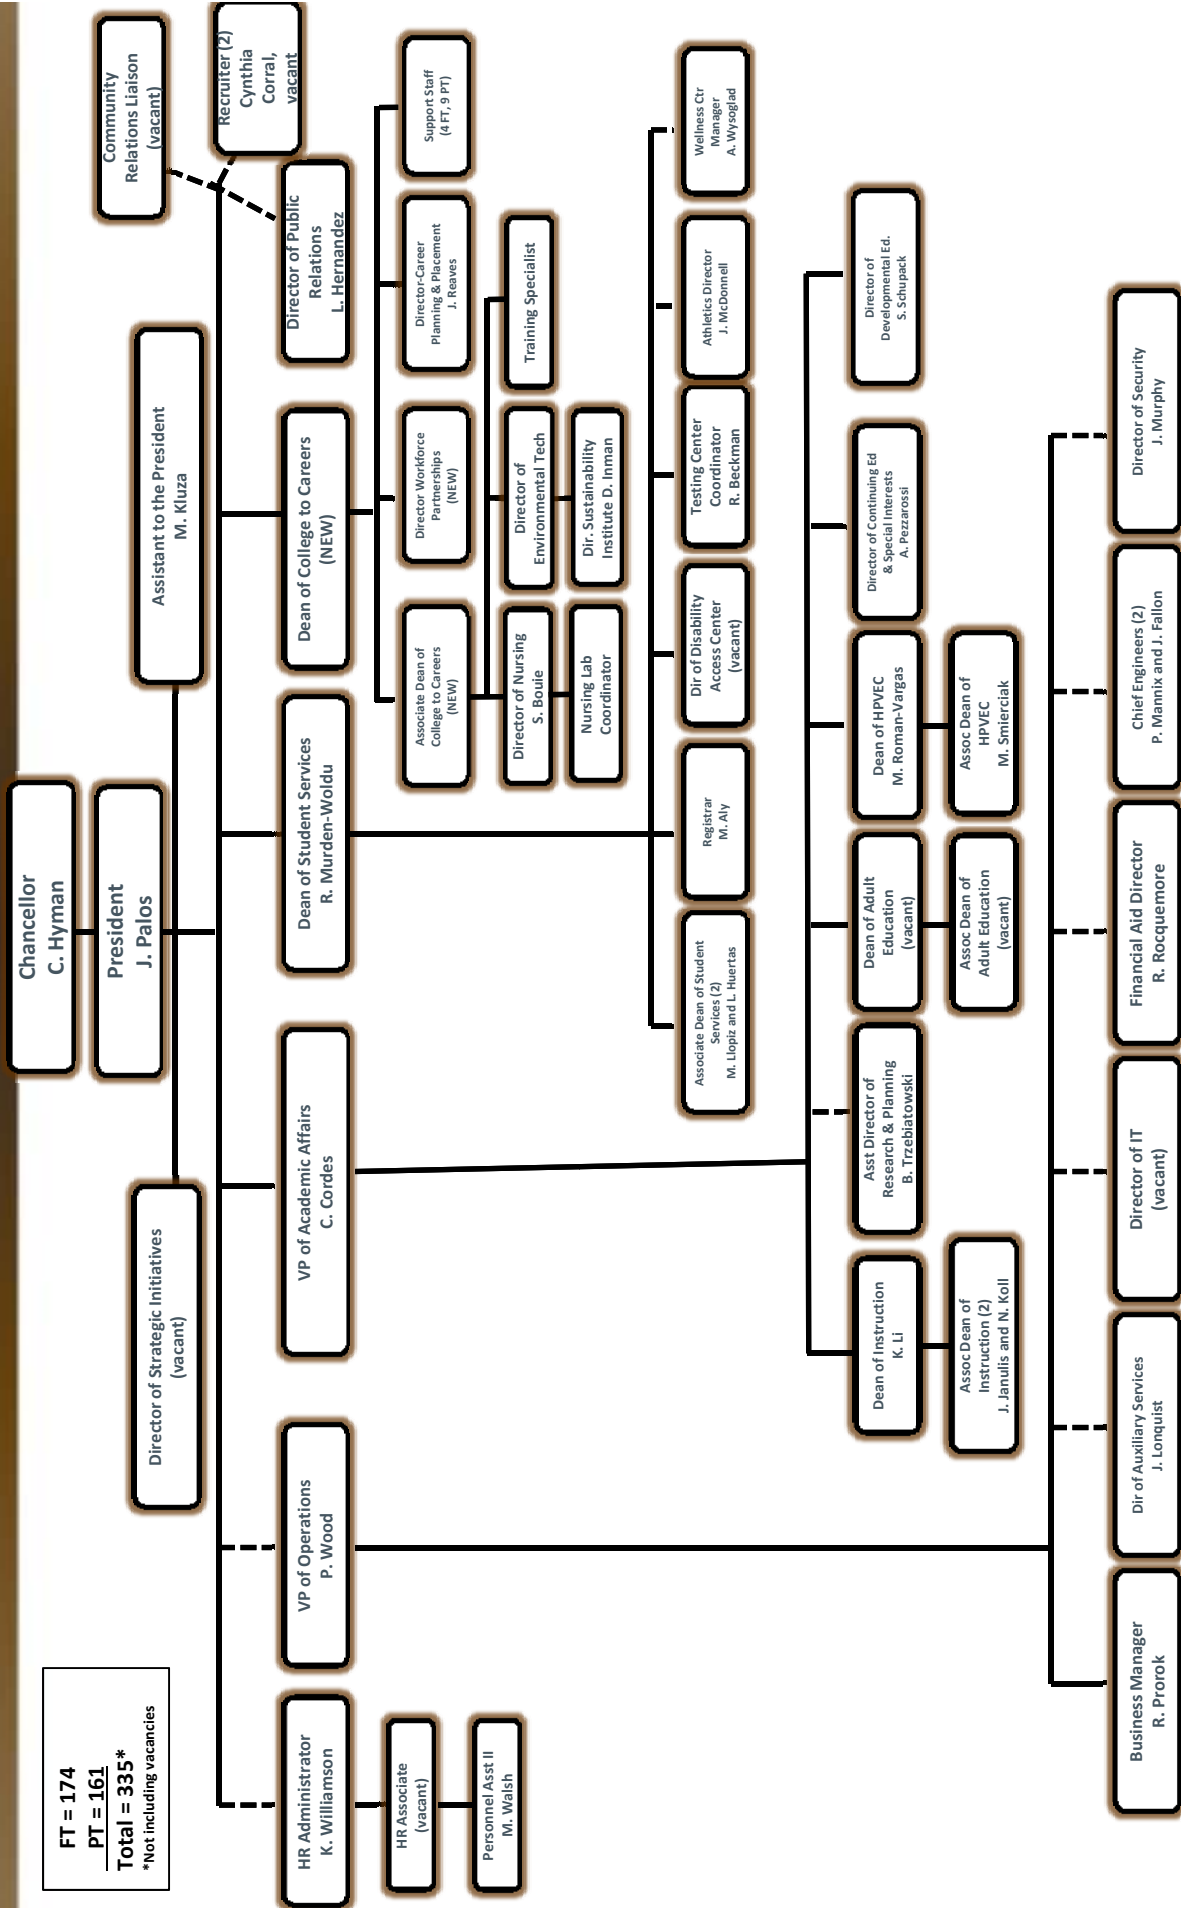 FT = 174
PT = 161
Total = 335*
*Not including vacancies
Chancellor
C. Hyman
President
J. Palos
Director of Strategic Initiatives
(vacant)
Assistant to the President
M. Kluza
Community
Relations Liaison
(vacant)
Recruiter (2)
Cynthia
Corral,
vacant
HR Administrator
K. Williamson
VP of Operations
P. Wood
VP of Academic Affairs
C. Cordes
Dean of Student Services
R. Murden-Woldu
Dean of College to Careers
(NEW)
Director of Public
Relations
L. Hernandez
HR Associate
(vacant)
Personnel Asst II
M. Walsh
Associate Dean of
College to Careers
(NEW)
Director Workforce
Partnerships
(NEW)
Director-Career
Planning & Placement
J. Reaves
Support Staff
(4 FT, 9 PT)
Director of Nursing
S. Bouie
Director of
Environmental Tech
Training Specialist
Nursing Lab
Coordinator
Dir. Sustainability
Institute D. Inman
Associate Dean of Student
Services (2)
M. Llopiz and L. Huertas
Registrar
M. Aly
Dir of Disability
Access Center
(vacant)
Testing Center
Coordinator
R. Beckman
Athletics Director
J. McDonnell
Wellness Ctr
Manager
A. Wysoglad
Dean of Instruction
K. Li
Asst Director of
Research & Planning
B. Trzebiatowski
Dean of Adult
Education
(vacant)
Dean of HPVEC
M. Roman-Vargas
Director of Continuing Ed
& Special Interests
A. Pezzarossi
Director of
Developmental Ed.
S. Schupack
Assoc Dean of
Instruction (2)
J. Janulis and N. Koll
Assoc Dean of
Adult Education
(vacant)
Assoc Dean of
HPVEC
M. Smierciak
Business Manager
R. Prorok
Dir of Auxiliary Services
J. Lonquist
Director of IT
(vacant)
Financial Aid Director
R. Rocquemore
Chief Engineers (2)
P. Mannix and J. Fallon
Director of Security
J. Murphy